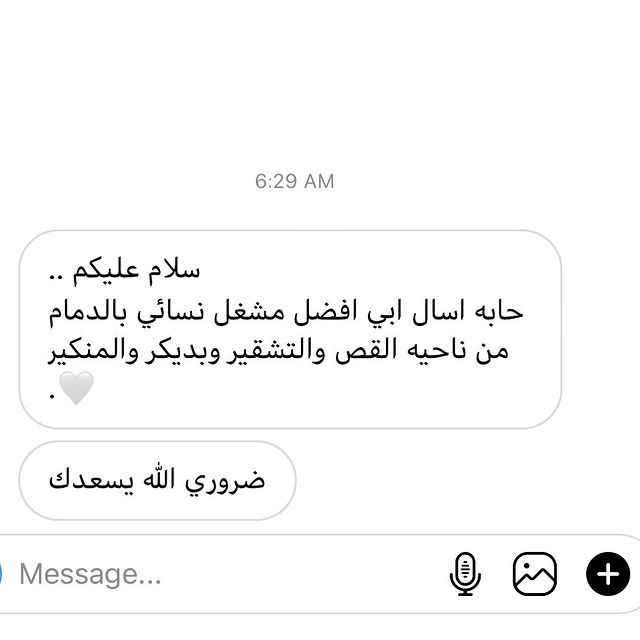 6:29 AM
سلام عليكم ..
حابه اسال ابي افضل مشغل نسائي بالدمام
من ناحيه القص والتشقير وبديكر والمنكير
🤍 .
ضروري الله يسعدك
Message...